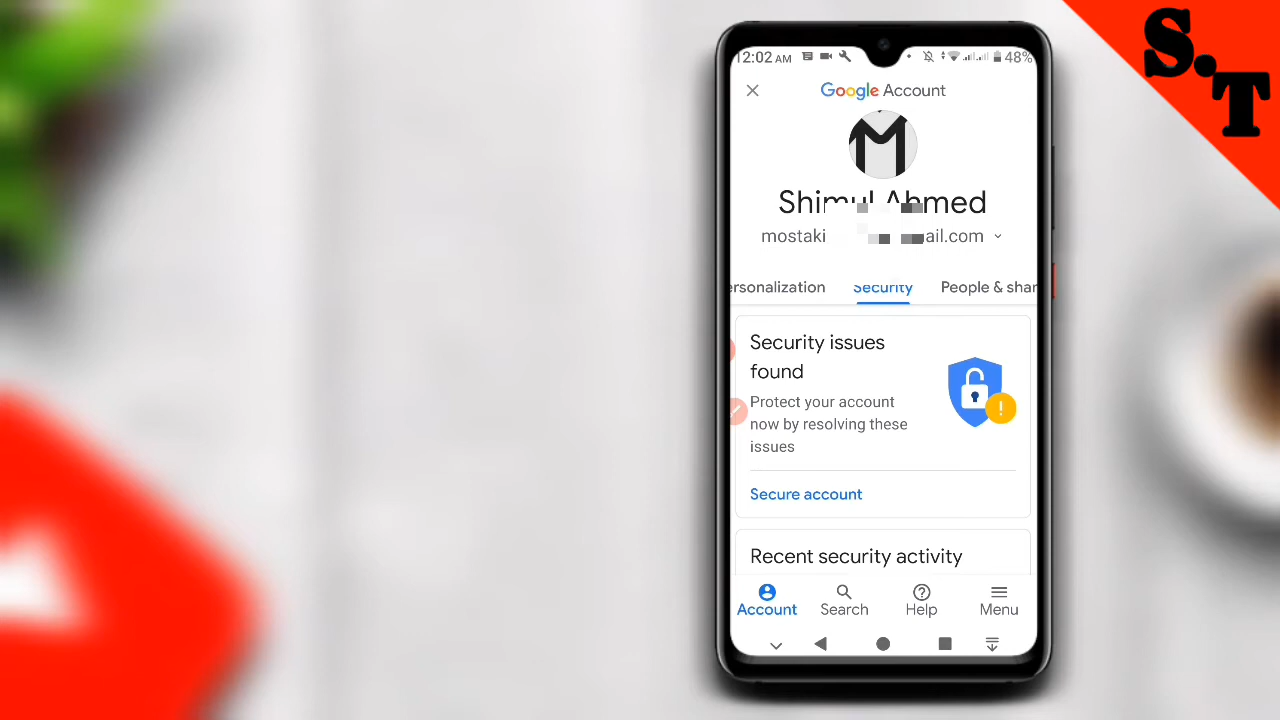 S.T
12:02 AM 48%
Google Account
M
Shimul Ahmed
mostaki ail.com
ersonalization Security People & shar
Security issues
found
Protect your account
now by resolving these
issues
Secure account
Recent security activity
Account Search Help Menu